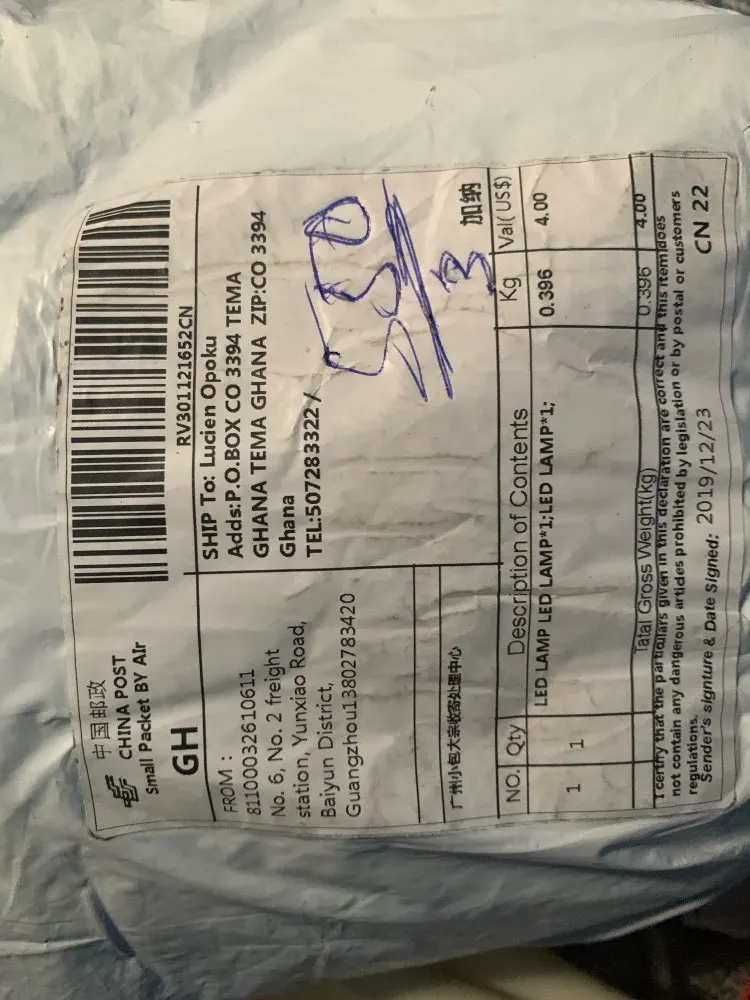 中国邮政
CHINA POST
Small Packet BY AIr
GH
RV301121652CN
FROM :
81100032610611
No. 6, No. 2 freight
station, Yunxiao Road,
Baiyun District,
Guangzhou13802783420
SHIP To: Lucien Opoku
Adds:P.O.BOX CO 3394 TEMA
GHANA TEMA GHANA ZIP:CO 3394
Ghana
TEL:507283322 /
550
3
加纳
广州小包大宗收寄处理中心
NO. Qty Description of Contents Kg Val( US$)
1 1 LED LAMP LED LAMP*1;LED LAMP*1; 0.396 4.00
Tatal Gross Weight(kg) 0.396 4.00
I certfy that the particulars given in this declaration are correct and this item does
not contain any dangerous artides prohibited by legislation or by postal or customers
regulations.
Sender's signture & Date Signed: 2019/12/23
CN 22